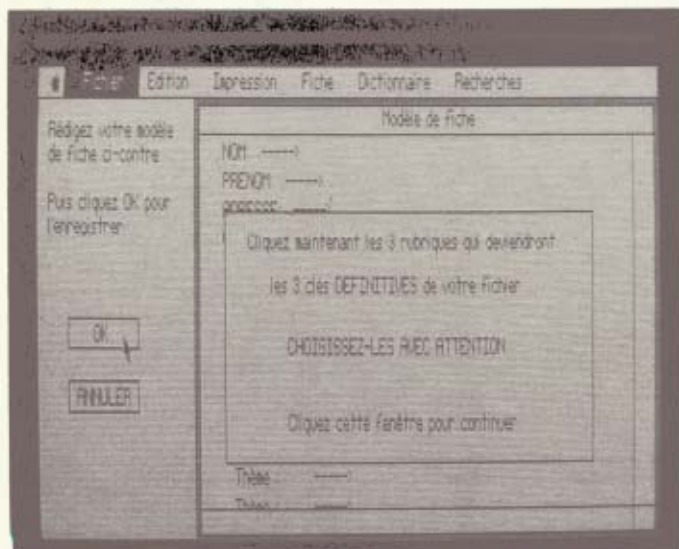 Fichier Edition Impression Fiche Dictionnaire Recherches
Rédigez votre modèle
de fiche ci-contre
Puis cliquez OK pour
l'enregistrer
OK
ANNULER
Modèle de fiche
NOM ----->
PRENOM ----->
Cliquez maintenant les 3 rubriques qui deviendront
les 3 clés DEFINITIVES de votre fichier
CHOISISSEZ-LES AVEC ATTENTION
Cliquez cette fenêtre pour continuer
Thème : ----->
Thème : ----->